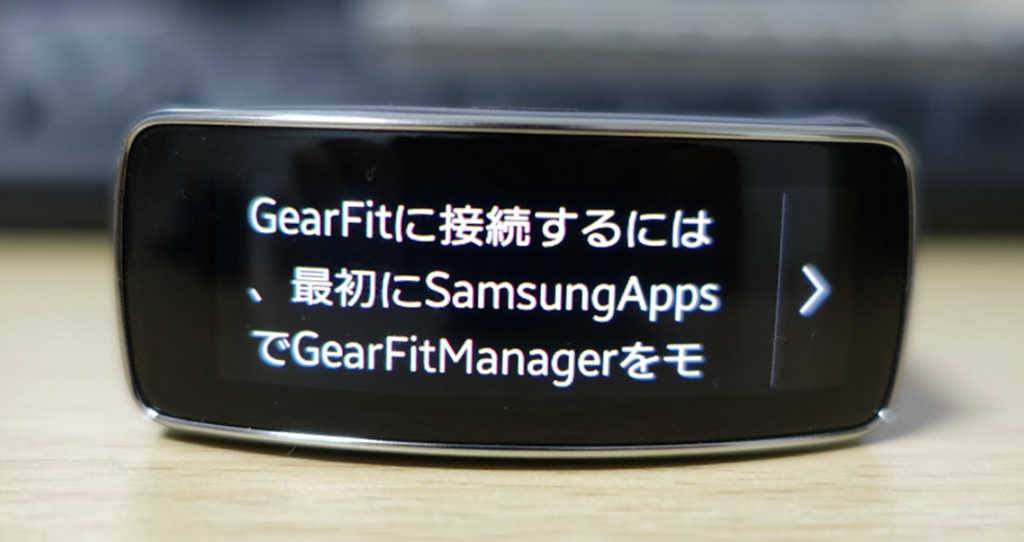 GearFitに接続するには
、最初にSamsungApps
でGearFitManagerをモ